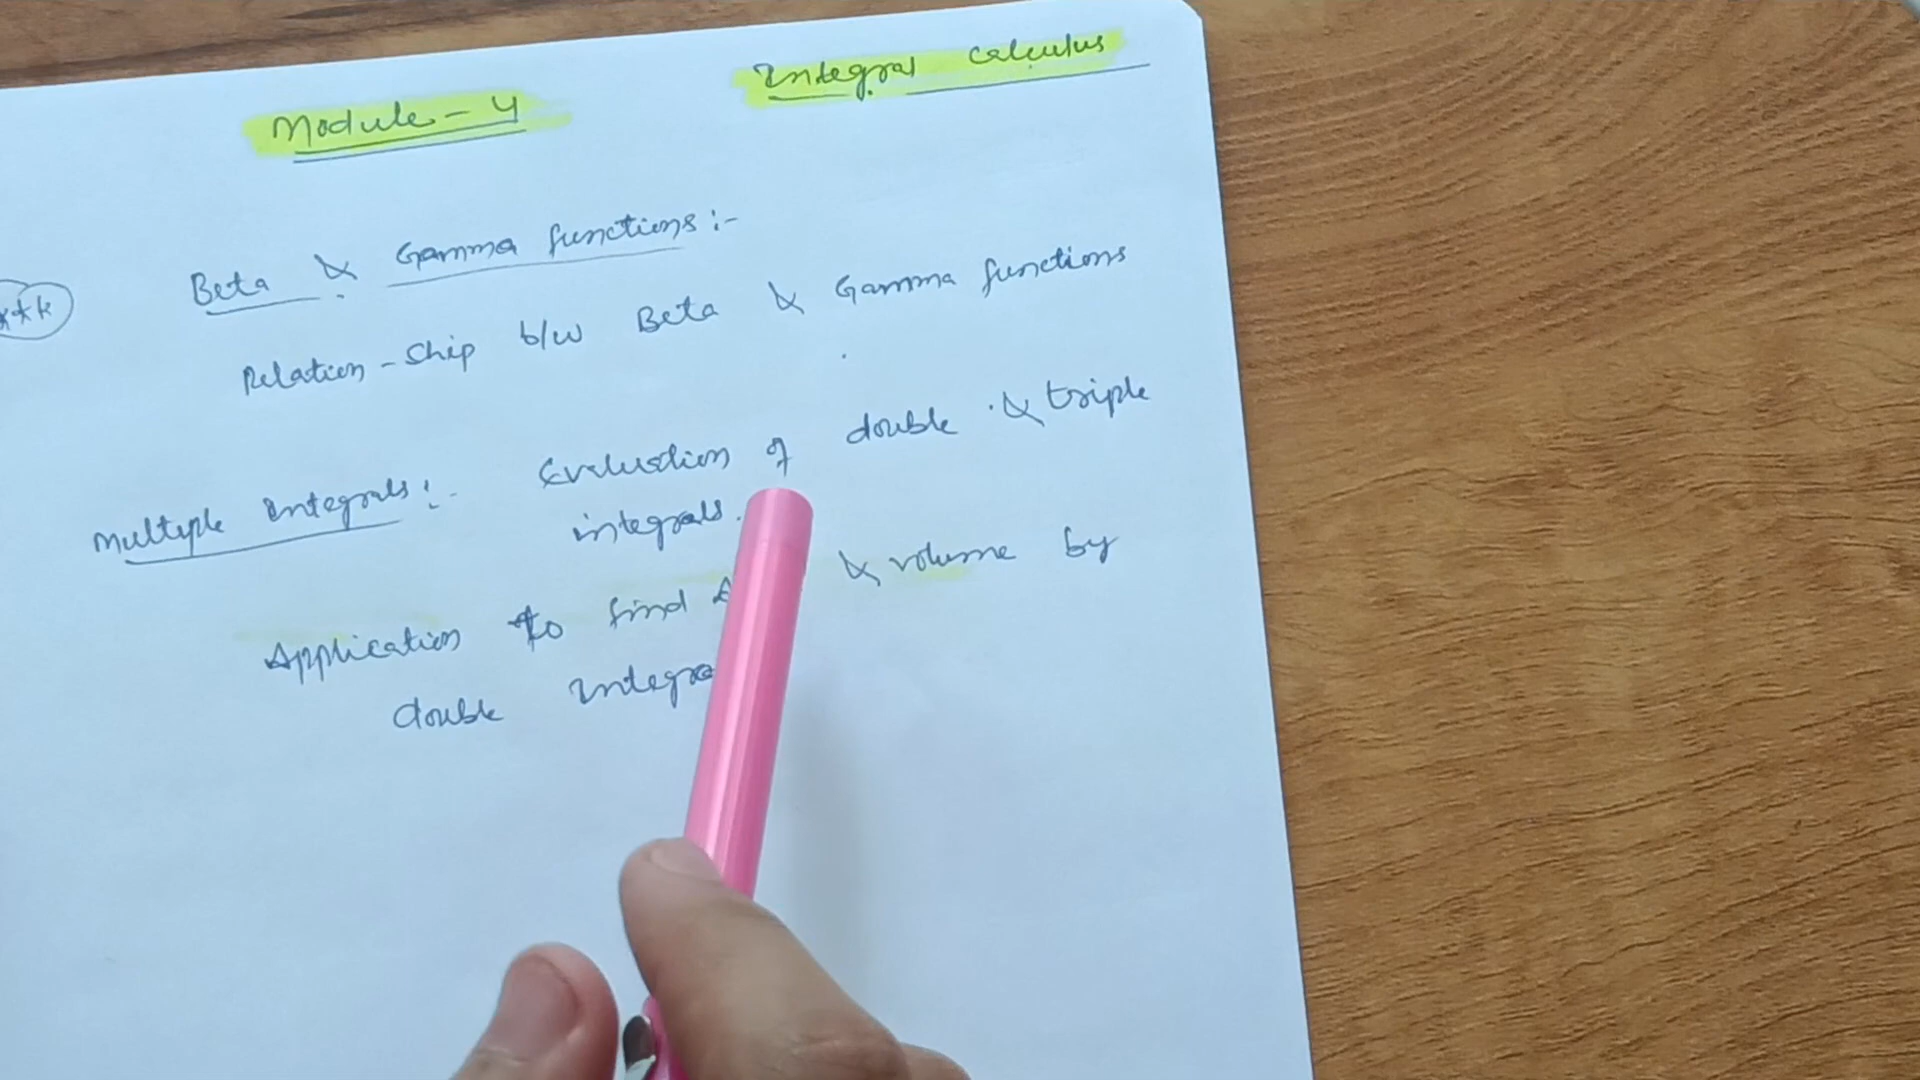 Module - 4 Integral calculus
Beta & Gamma functions :-
Relation-Ship b/w Beta & Gamma functions
Multiple Integrals :- Evaluation of double & triple
integrals.
Application to find & volume by
double